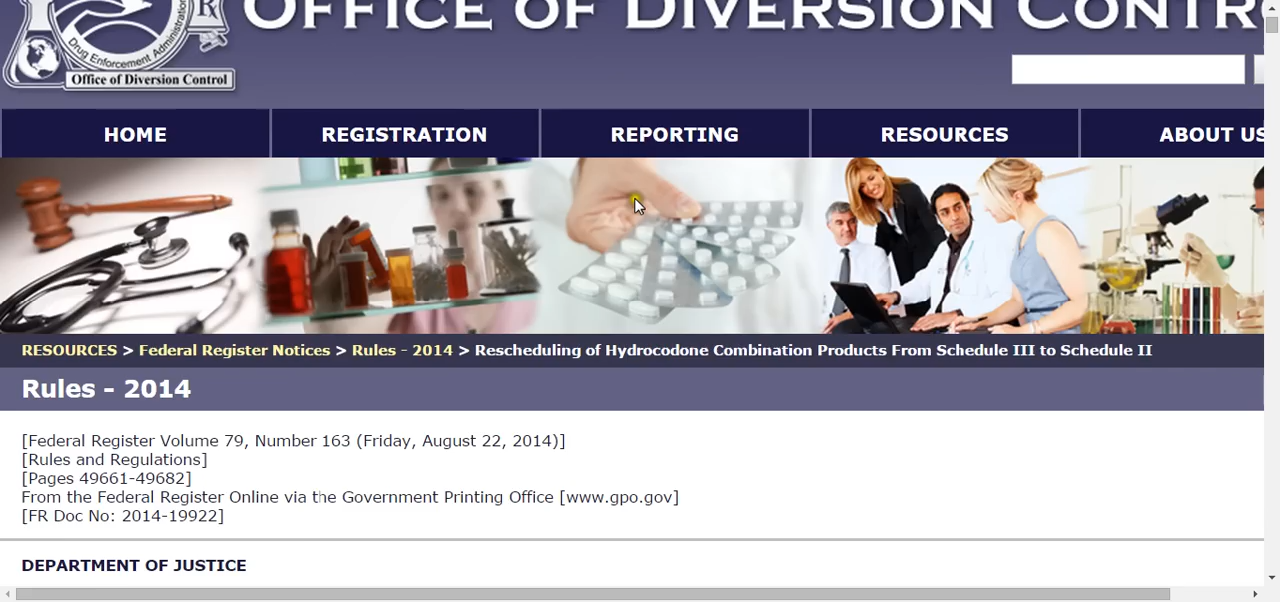 OFFICE OF DIVERSION CONTRO
Drug Enforcement Administration
Office of Diversion Control
HOME
REGISTRATION
REPORTING
RESOURCES
ABOUT US
RESOURCES > Federal Register Notices > Rules - 2014 > Rescheduling of Hydrocodone Combination Products From Schedule III to Schedule II
Rules - 2014
[Federal Register Volume 79, Number 163 (Friday, August 22, 2014)]
[Rules and Regulations]
[Pages 49661-49682]
From the Federal Register Online via the Government Printing Office [www.gpo.gov]
[FR Doc No: 2014-19922]
DEPARTMENT OF JUSTICE